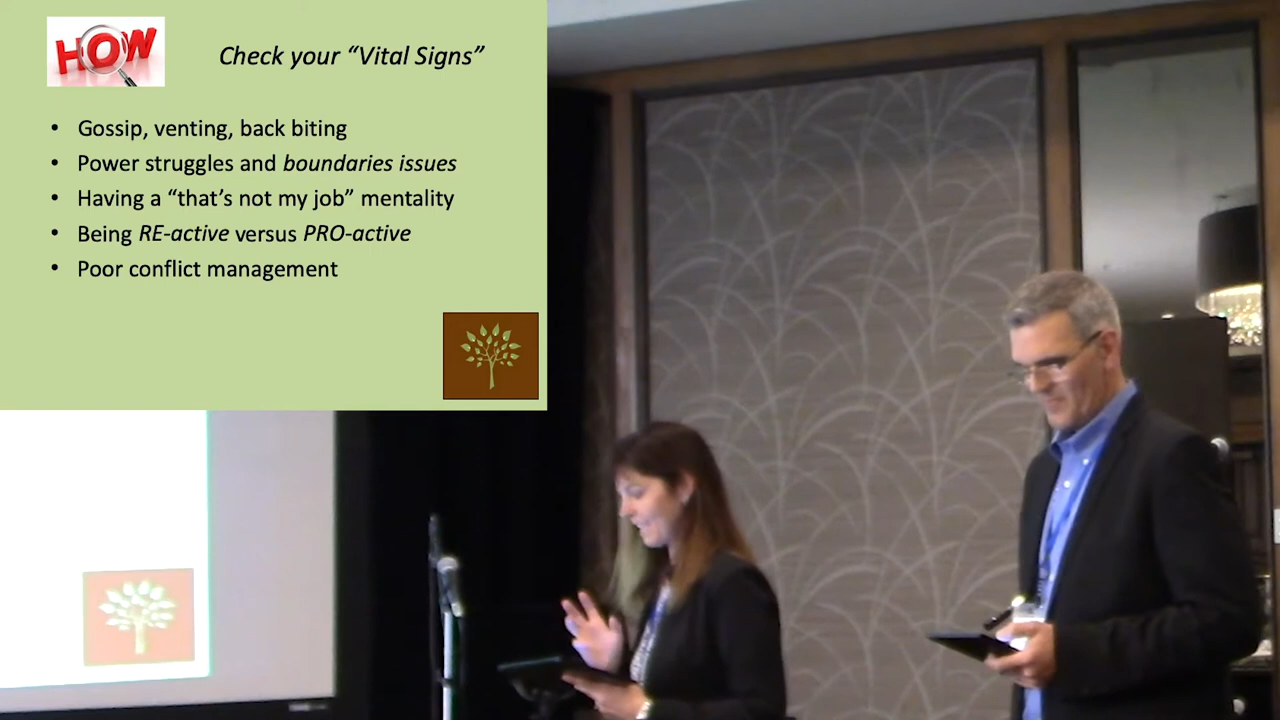 HOW
Check your “Vital Signs”
• Gossip, venting, back biting
• Power struggles and boundaries issues
• Having a “that’s not my job” mentality
• Being RE-active versus PRO-active
• Poor conflict management